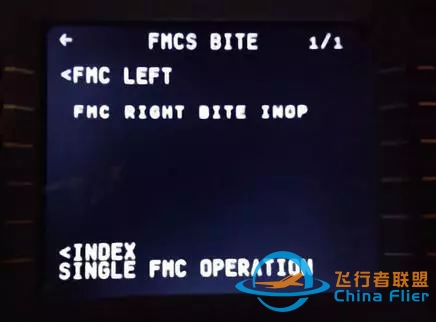 ← FMCS BITE 1/1
<FMC LEFT
FMC RIGHT BITE INOP
<INDEX
SINGLE FMC OPERATION
飞行者联盟
China Flier